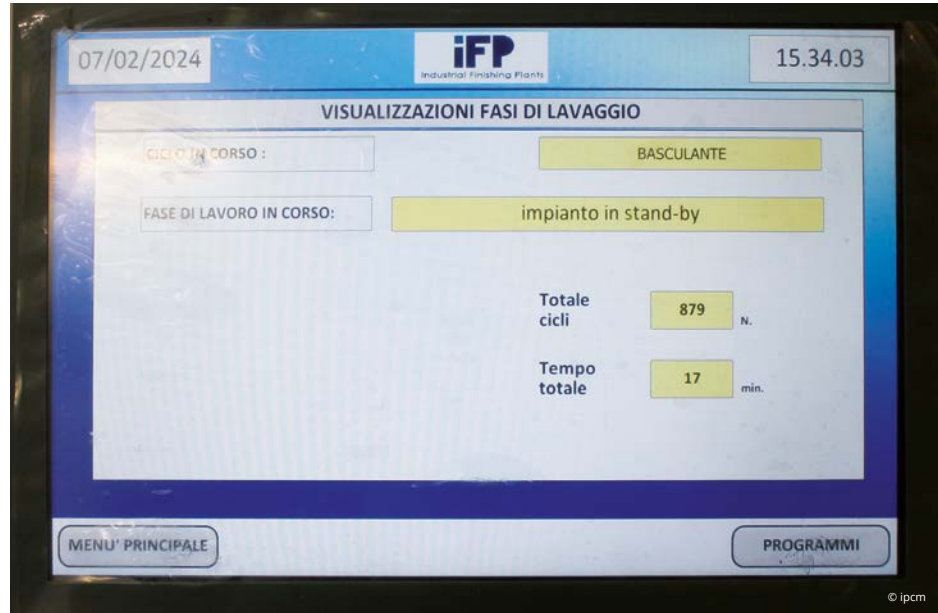 07/02/2024
iFP
Industrial Finishing Plants
15.34.03
VISUALIZZAZIONI FASI DI LAVAGGIO
CICLO IN CORSO :
BASCULANTE
FASE DI LAVORO IN CORSO:
impianto in stand-by
Totale
cicli
879
N.
Tempo
totale
17
min.
MENU' PRINCIPALE
PROGRAMMI
© ipcm